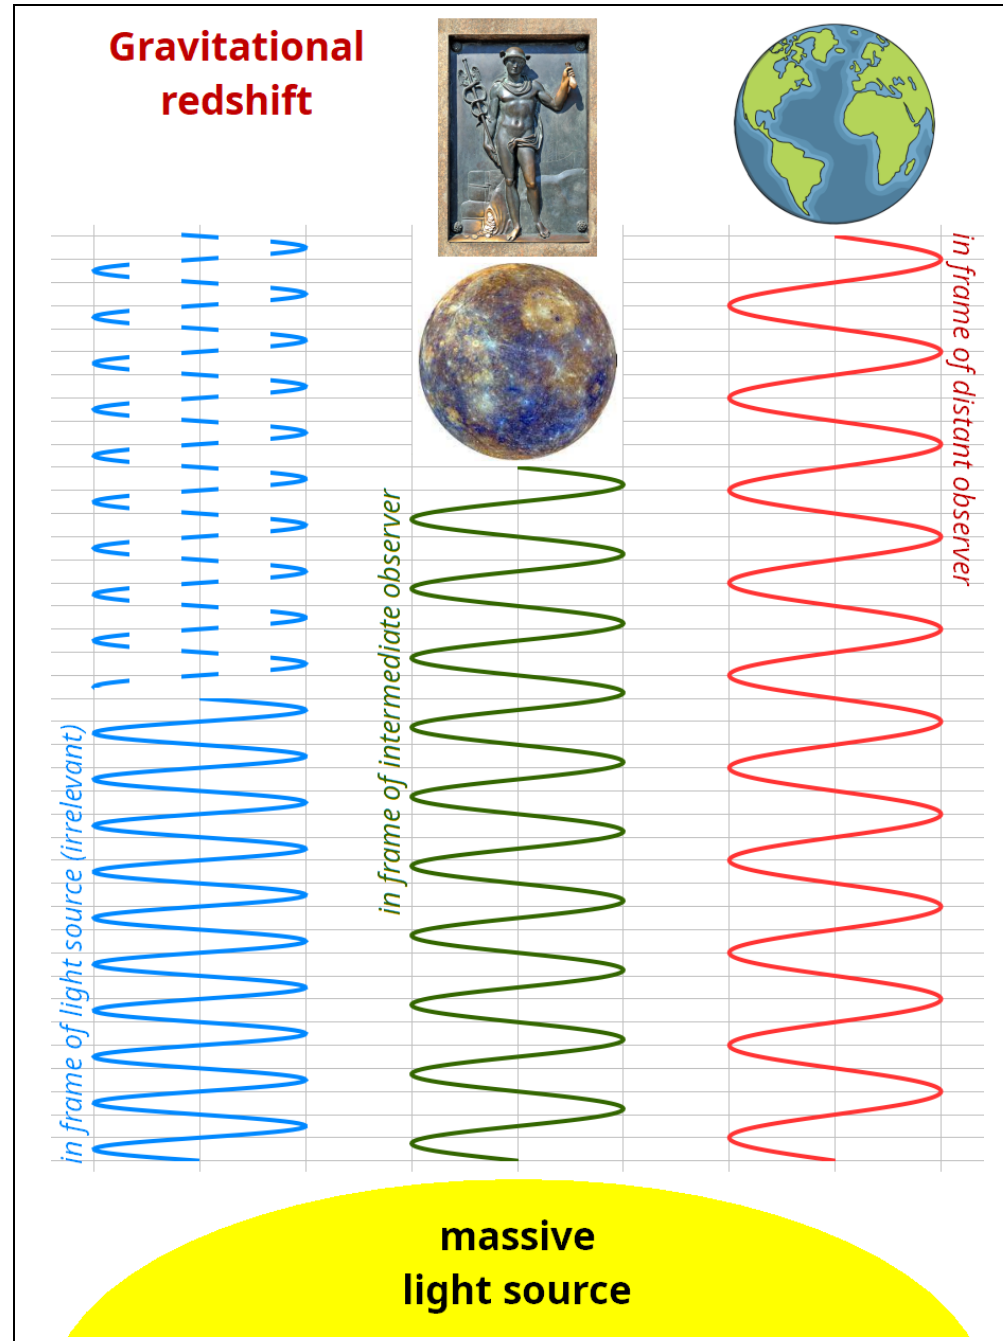 Gravitational
redshift
in frame of distant observer
in frame of intermediate observer
in frame of light source (irrelevant)
massive
light source